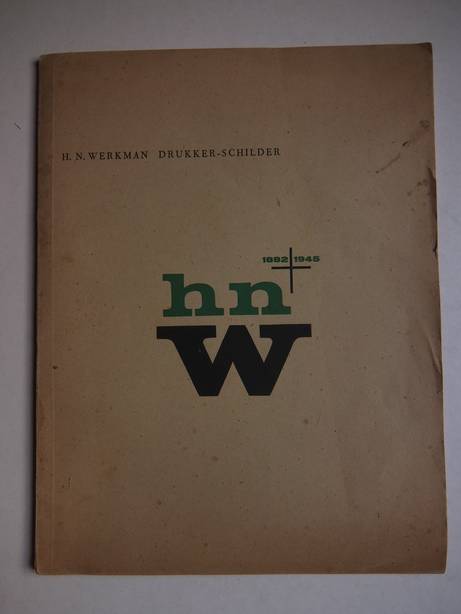 H. N. WERKMAN DRUKKER-SCHILDER
1882 1945
hn
W